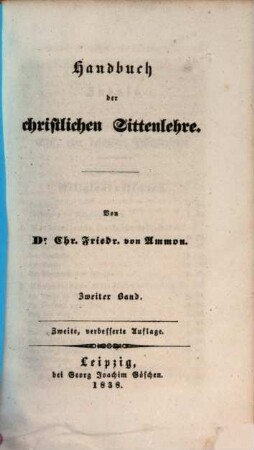 Handbuch
der
christlichen Sittenlehre.
Von
Dr. Chr. Friedr. von Ammon.
Zweiter Band.
Zweite, verbesserte Auflage.
Leipzig,
bei Georg Joachim Göschen.
1838.